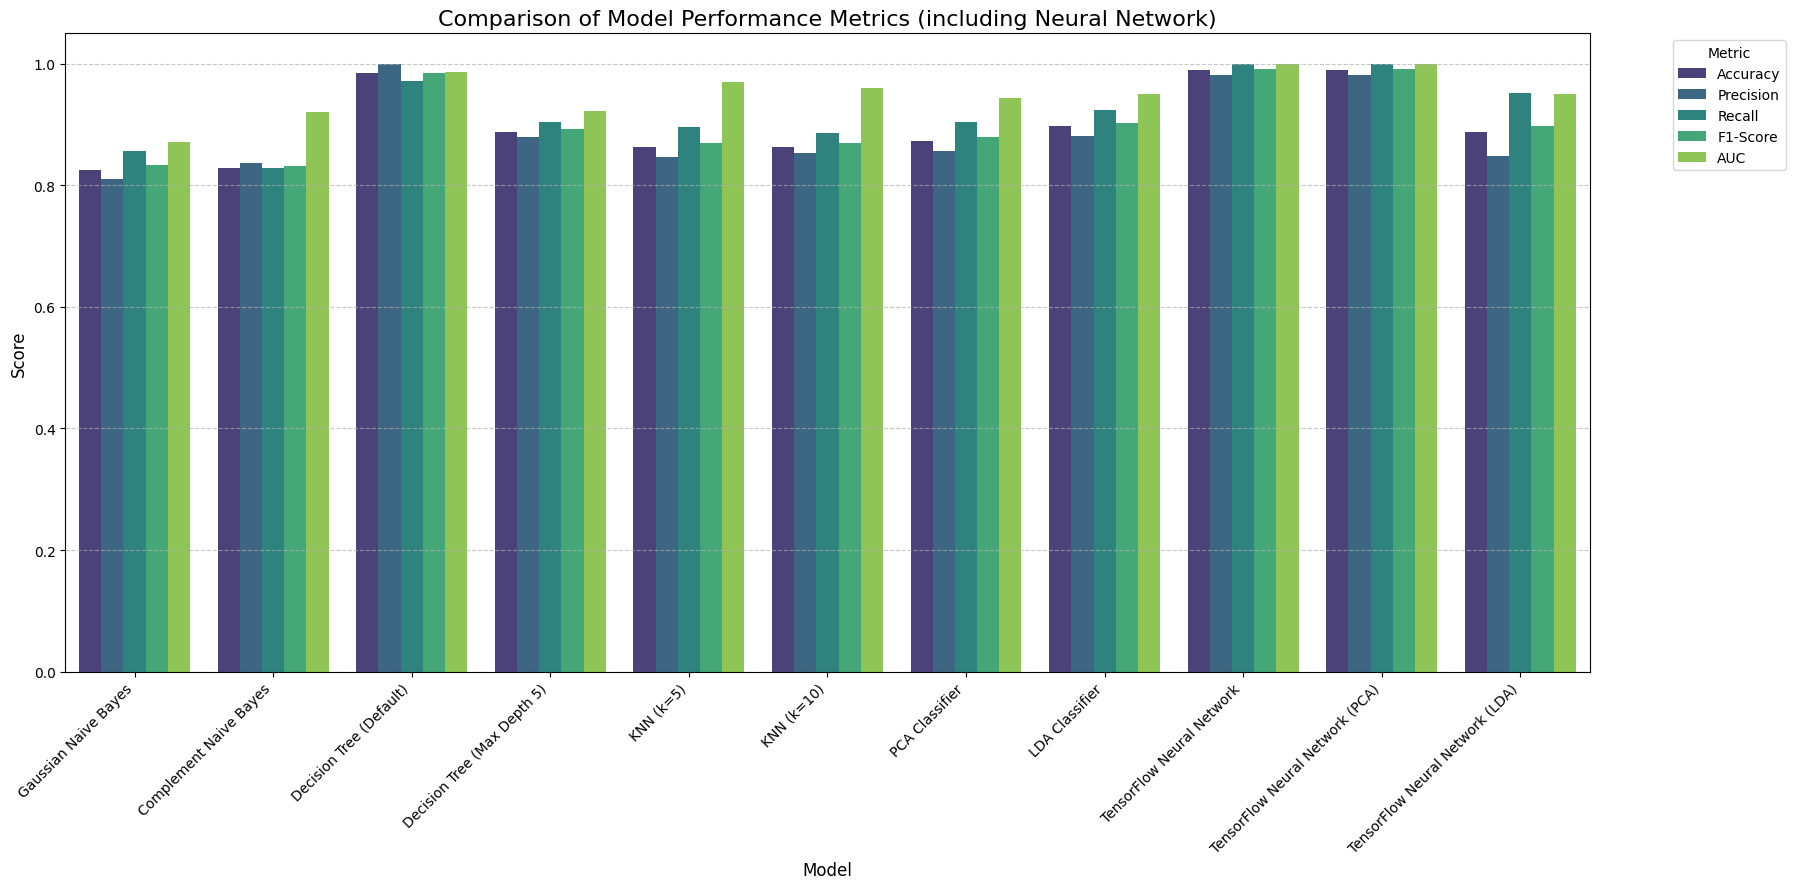 Comparison of Model Performance Metrics (including Neural Network)
Metric
Accuracy
Precision
Recall
F1-Score
AUC
Score
1.0
0.8
0.6
0.4
0.2
0.0
Gaussian Naive Bayes
Complement Naive Bayes
Decision Tree (Default)
Decision Tree (Max Depth 5)
KNN (k=5)
KNN (k=10)
PCA Classifier
LDA Classifier
TensorFlow Neural Network
TensorFlow Neural Network (PCA)
TensorFlow Neural Network (LDA)
Model